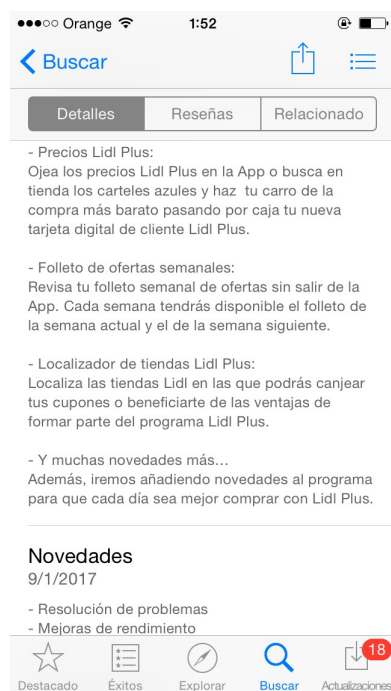 Orange 1:52
Buscar
Detalles Reseñas Relacionado
- Precios Lidl Plus:
Ojea los precios Lidl Plus en la App o busca en
tienda los carteles azules y haz tu carro de la
compra más barato pasando por caja tu nueva
tarjeta digital de cliente Lidl Plus.
- Folleto de ofertas semanales:
Revisa tu folleto semanal de ofertas sin salir de la
App. Cada semana tendrás disponible el folleto de
la semana actual y el de la semana siguiente.
- Localizador de tiendas Lidl Plus:
Localiza las tiendas Lidl en las que podrás canjear
tus cupones o beneficiarte de las ventajas de
formar parte del programa Lidl Plus.
- Y muchas novedades más...
Además, iremos añadiendo novedades al programa
para que cada día sea mejor comprar con Lidl Plus.
Novedades
9/1/2017
- Resolución de problemas
- Mejoras de rendimiento
18
Destacado Éxitos Explorar Buscar Actualizaciones